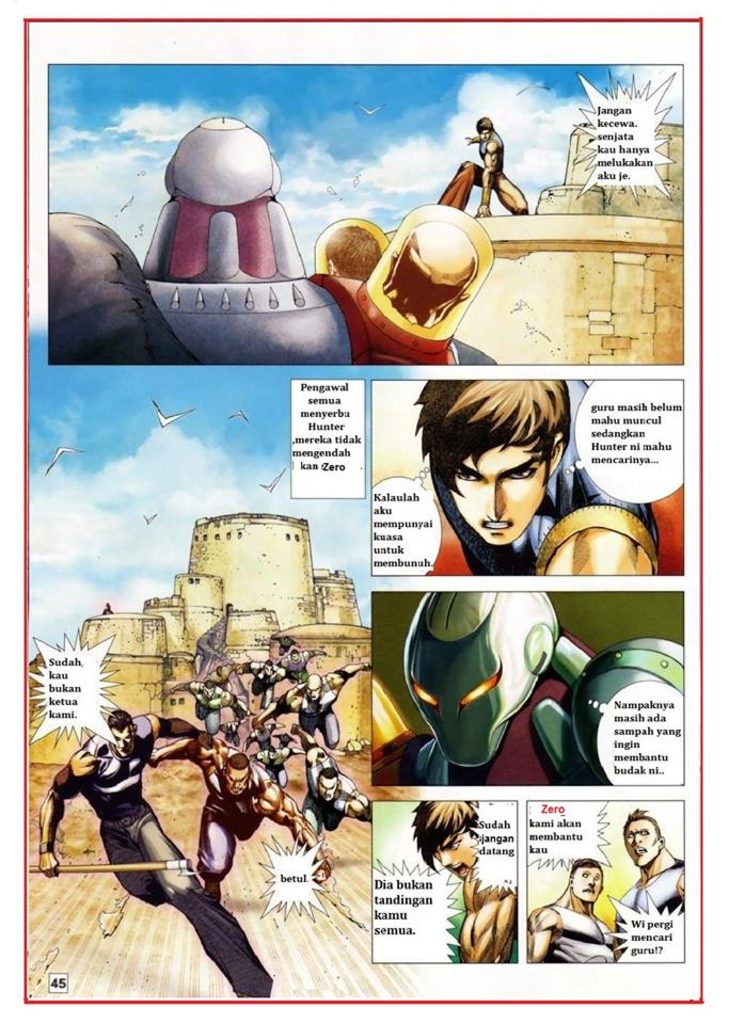 Jangan
kecewa.
senjata
kau hanya
melukakan
aku je.
Pengawal
semua
menyerbu
Hunter
,mereka tidak
mengendah
kan :Zero
guru masih belum
mahu muncul
sedangkan
Hunter ni mahu
mencarinya...
Kalaulah
aku
mempunyai
kuasa
untuk
membunuh.
Sudah,
kau
bukan
ketua
kami.
betul.
Nampaknya
masih ada
sampah yang
ingin
membantu
budak ni..
Sudah
jangan
datang
Dia bukan
tandingan
kamu
semua.
Zero
kami akan
membantu
kau
Wi pergi
mencari
guru!?
45